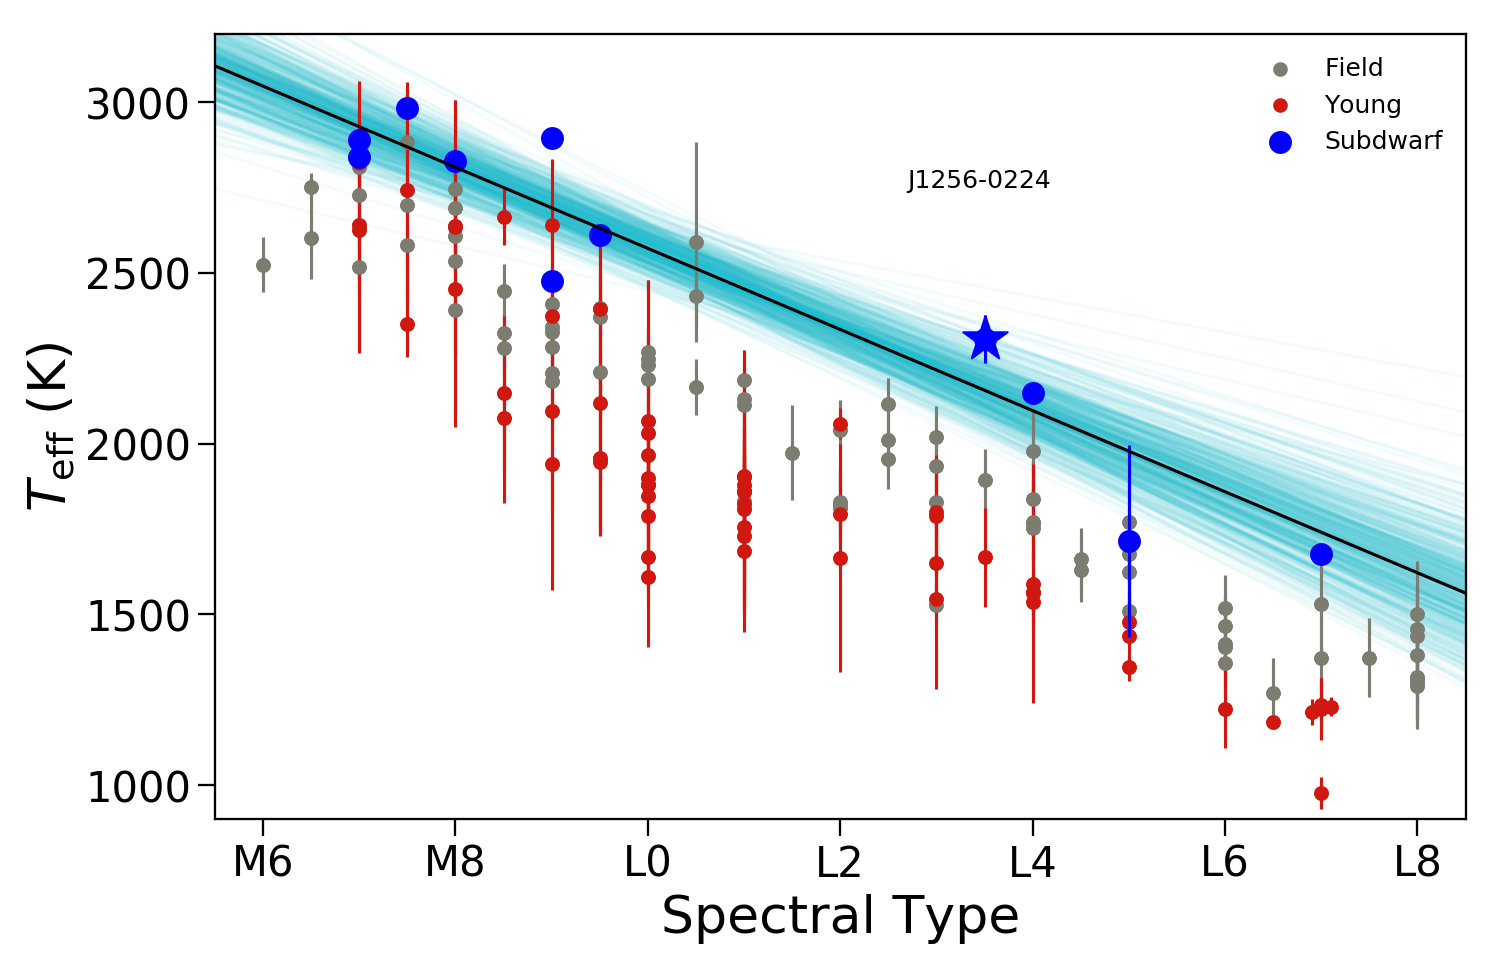 Field
Young
Subdwarf
J1256-0224
3000
2500
2000
1500
1000
Teff (K)
M6 M8 L0 L2 L4 L6 L8
Spectral Type